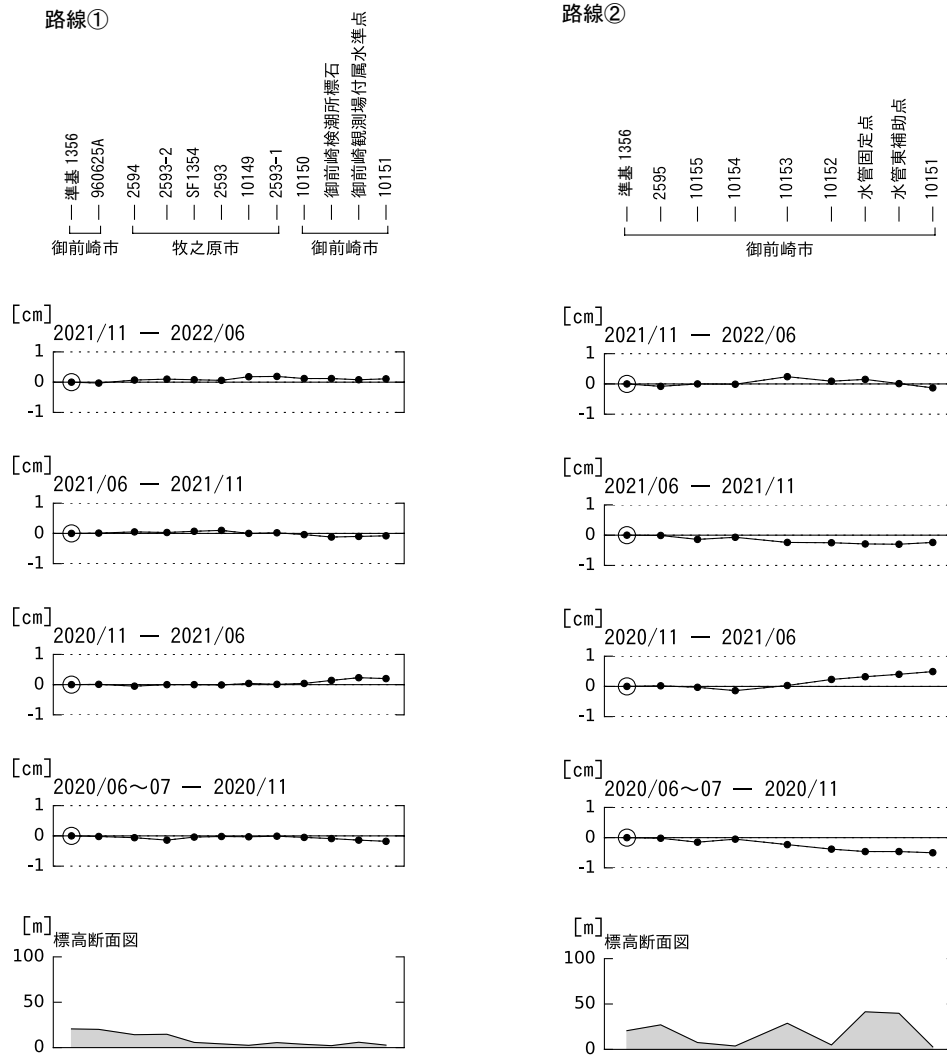 路線①
準基1356
960625A
2594
2593-2
SF1354
2593
10149
2593-1
10150
御前崎検潮所標石
御前崎観測場付属水準点
10151
御前崎市
牧之原市
御前崎市
[cm]
2021/11 — 2022/06
1
0
-1
[cm]
2021/06 — 2021/11
1
0
-1
[cm]
2020/11 — 2021/06
1
0
-1
[cm]
2020/06～07 — 2020/11
1
0
-1
[m]
標高断面図
100
50
0
路線②
準基1356
2595
10155
10154
10153
10152
水管固定点
水管東補助点
10151
御前崎市
[cm]
2021/11 — 2022/06
1
0
-1
[cm]
2021/06 — 2021/11
1
0
-1
[cm]
2020/11 — 2021/06
1
0
-1
[cm]
2020/06～07 — 2020/11
1
0
-1
[m]
標高断面図
100
50
0